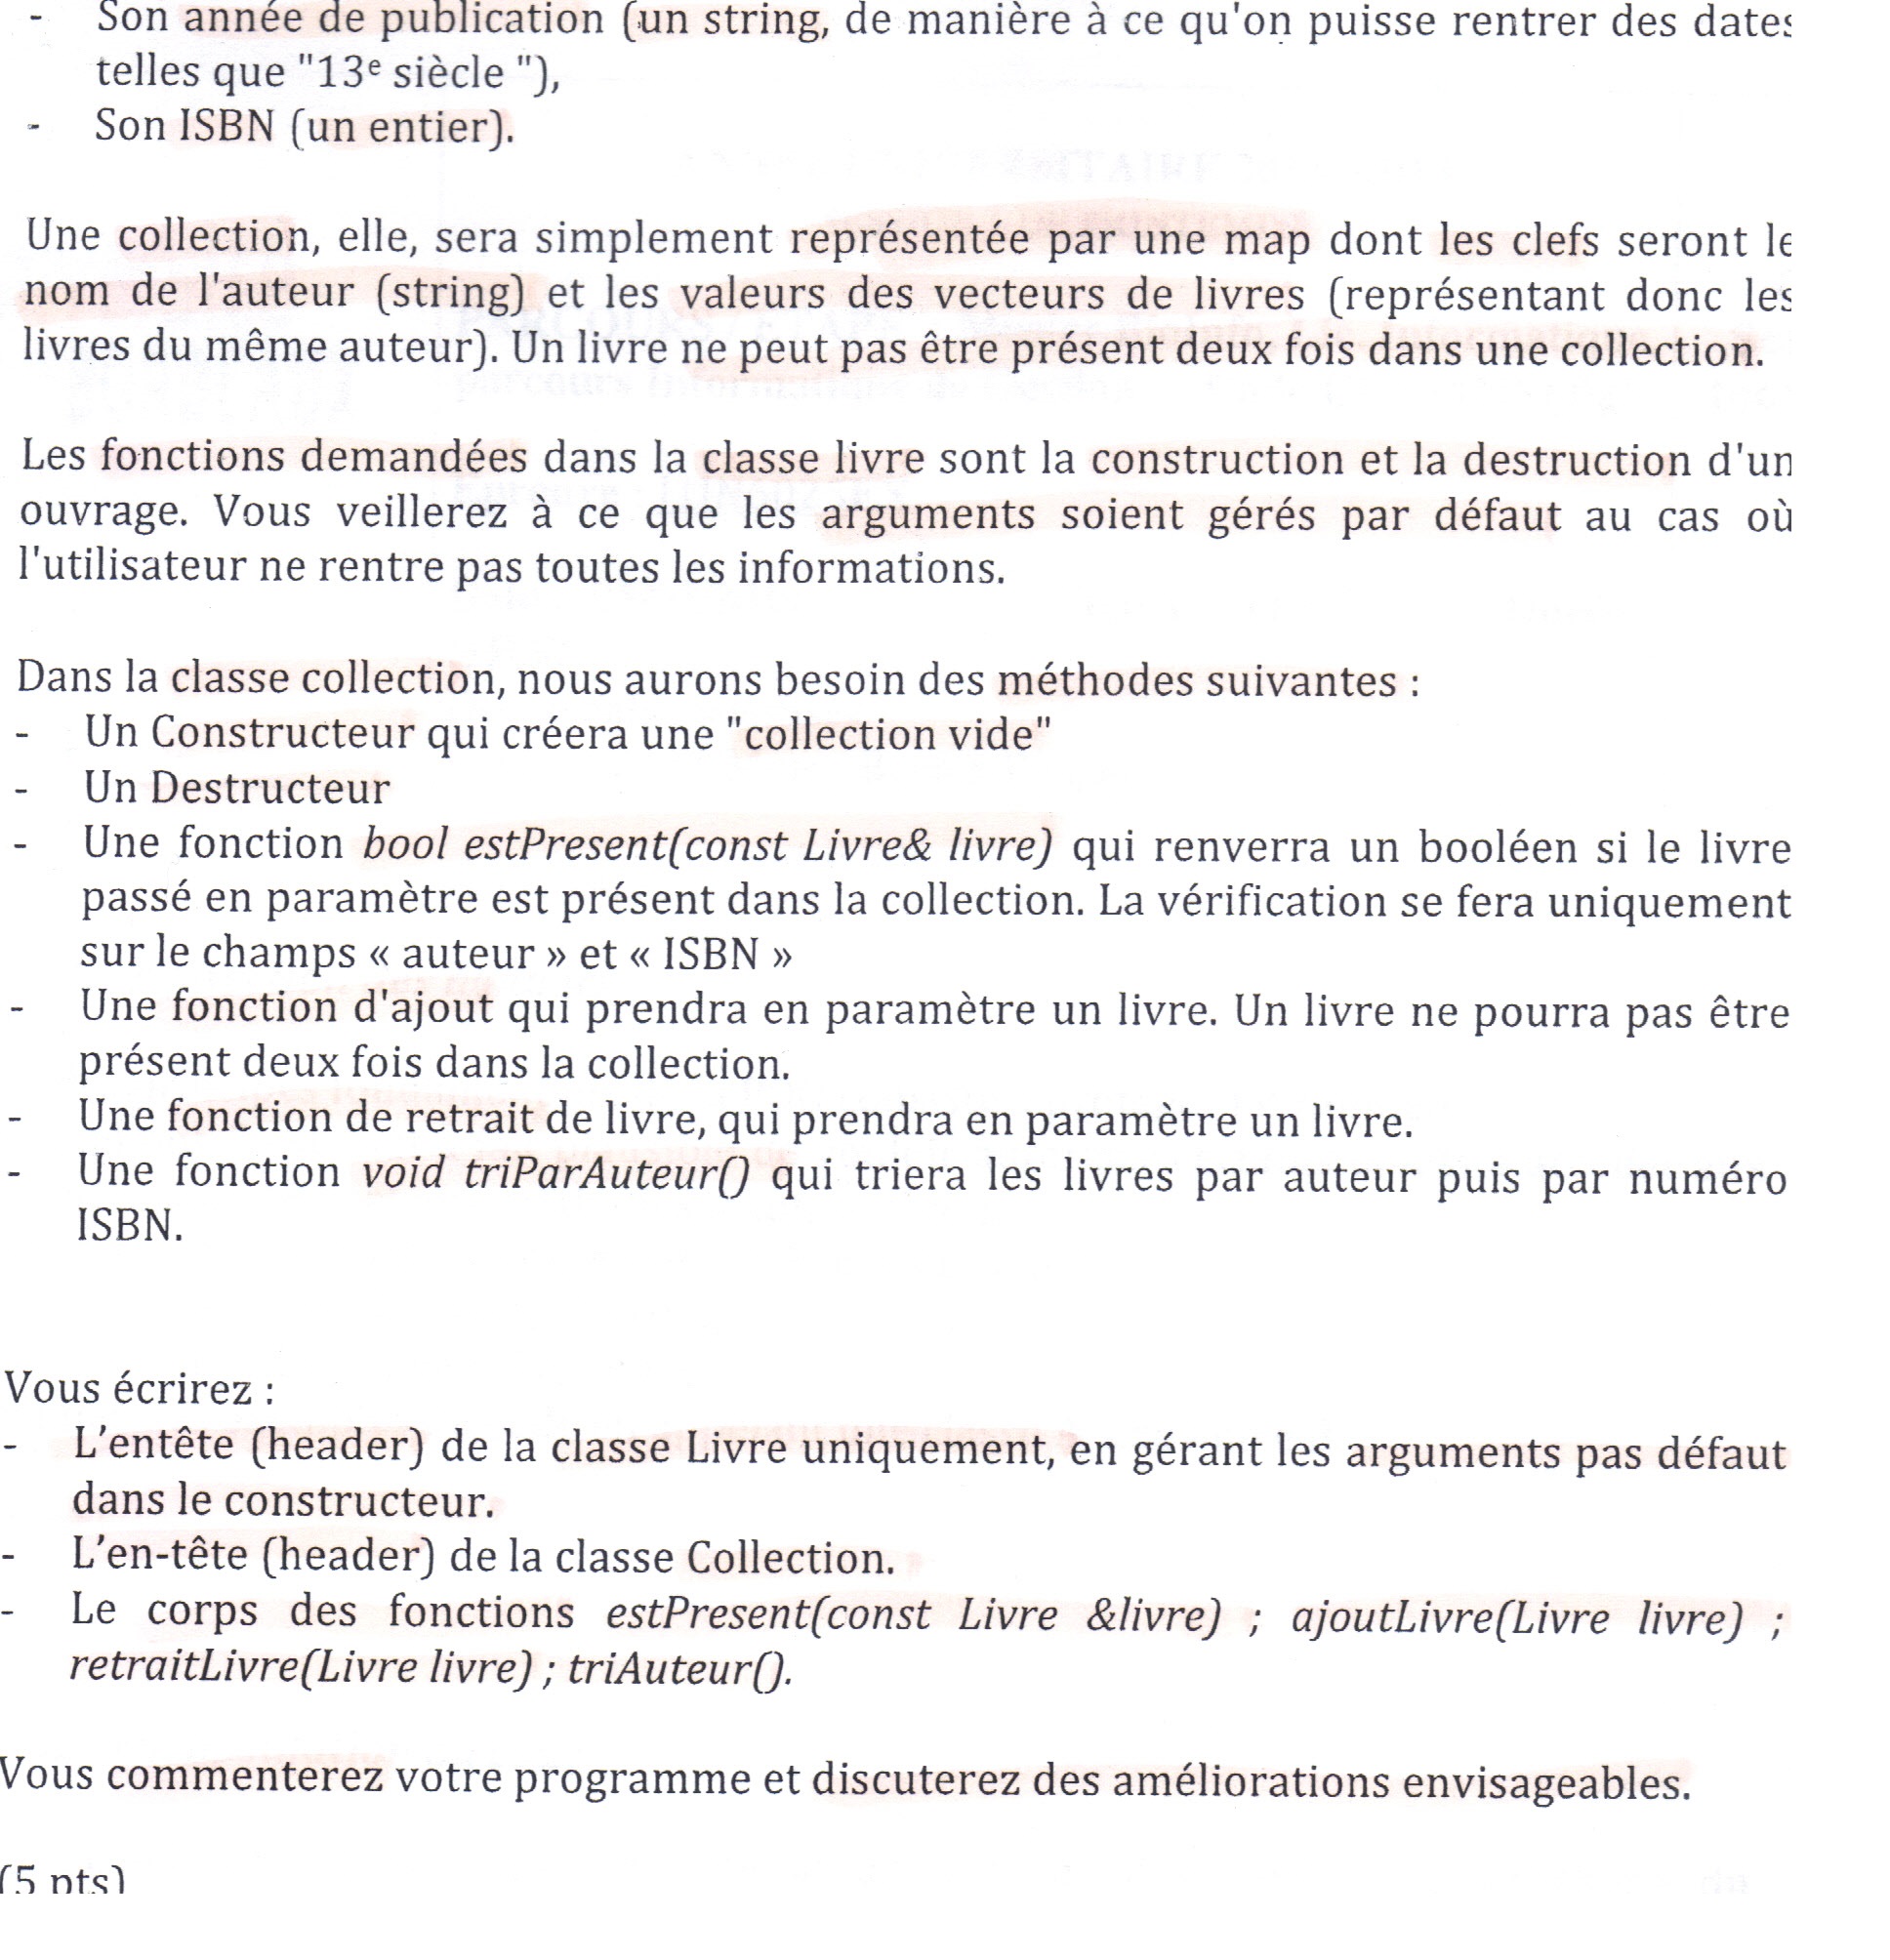 - Son année de publication (un string, de manière à ce qu'on puisse rentrer des dates
telles que "13e siècle "),
- Son ISBN (un entier).
Une collection, elle, sera simplement représentée par une map dont les clefs seront le
nom de l'auteur (string) et les valeurs des vecteurs de livres (représentant donc les
livres du même auteur). Un livre ne peut pas être présent deux fois dans une collection.
Les fonctions demandées dans la classe livre sont la construction et la destruction d'un
ouvrage. Vous veillerez à ce que les arguments soient gérés par défaut au cas où
l'utilisateur ne rentre pas toutes les informations.
Dans la classe collection, nous aurons besoin des méthodes suivantes :
- Un Constructeur qui créera une "collection vide"
- Un Destructeur
- Une fonction bool estPresent(const Livre& livre) qui renverra un booléen si le livre
passé en paramètre est présent dans la collection. La vérification se fera uniquement
sur le champs « auteur » et « ISBN »
- Une fonction d'ajout qui prendra en paramètre un livre. Un livre ne pourra pas être
présent deux fois dans la collection.
- Une fonction de retrait de livre, qui prendra en paramètre un livre.
- Une fonction void triParAuteur() qui triera les livres par auteur puis par numéro
ISBN.
Vous écrirez :
- L'entête (header) de la classe Livre uniquement, en gérant les arguments pas défaut
dans le constructeur.
- L'en-tête (header) de la classe Collection.
- Le corps des fonctions estPresent(const Livre &livre) ; ajoutLivre(Livre livre) ;
retraitLivre(Livre livre) ; triAuteur().
Vous commenterez votre programme et discuterez des améliorations envisageables.
(5 pts)